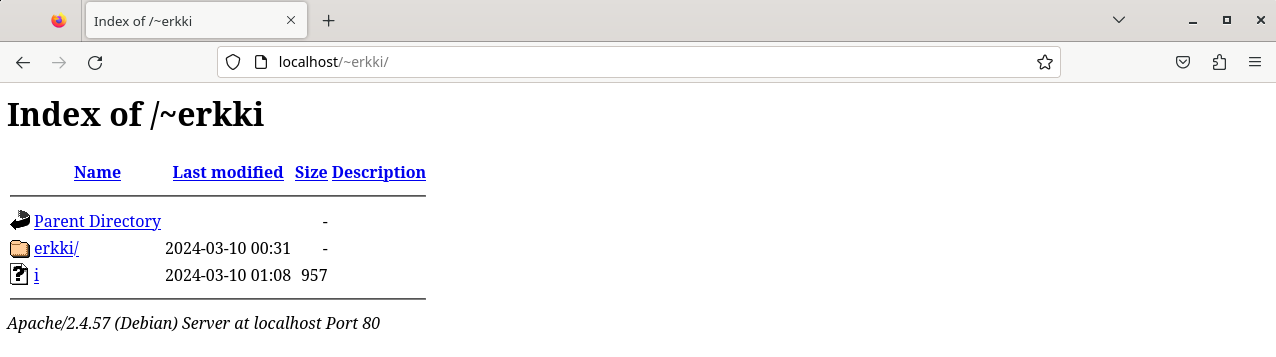 Index of /~erkki
localhost/~erkki/
Index of /~erkki
Name Last modified Size Description
Parent Directory -
erkki/ 2024-03-10 00:31 -
i 2024-03-10 01:08 957
Apache/2.4.57 (Debian) Server at localhost Port 80